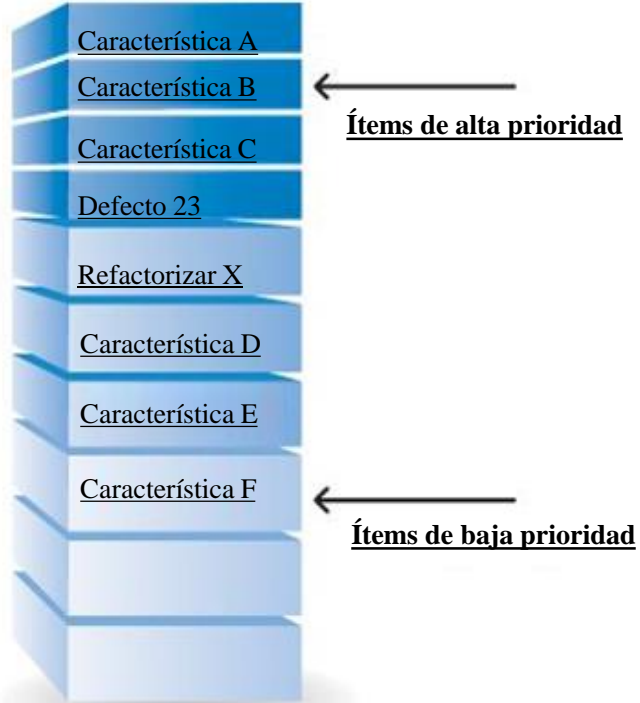 Característica A
Característica B
Ítems de alta prioridad
Característica C
Defecto 23
Refactorizar X
Característica D
Característica E
Característica F
Ítems de baja prioridad